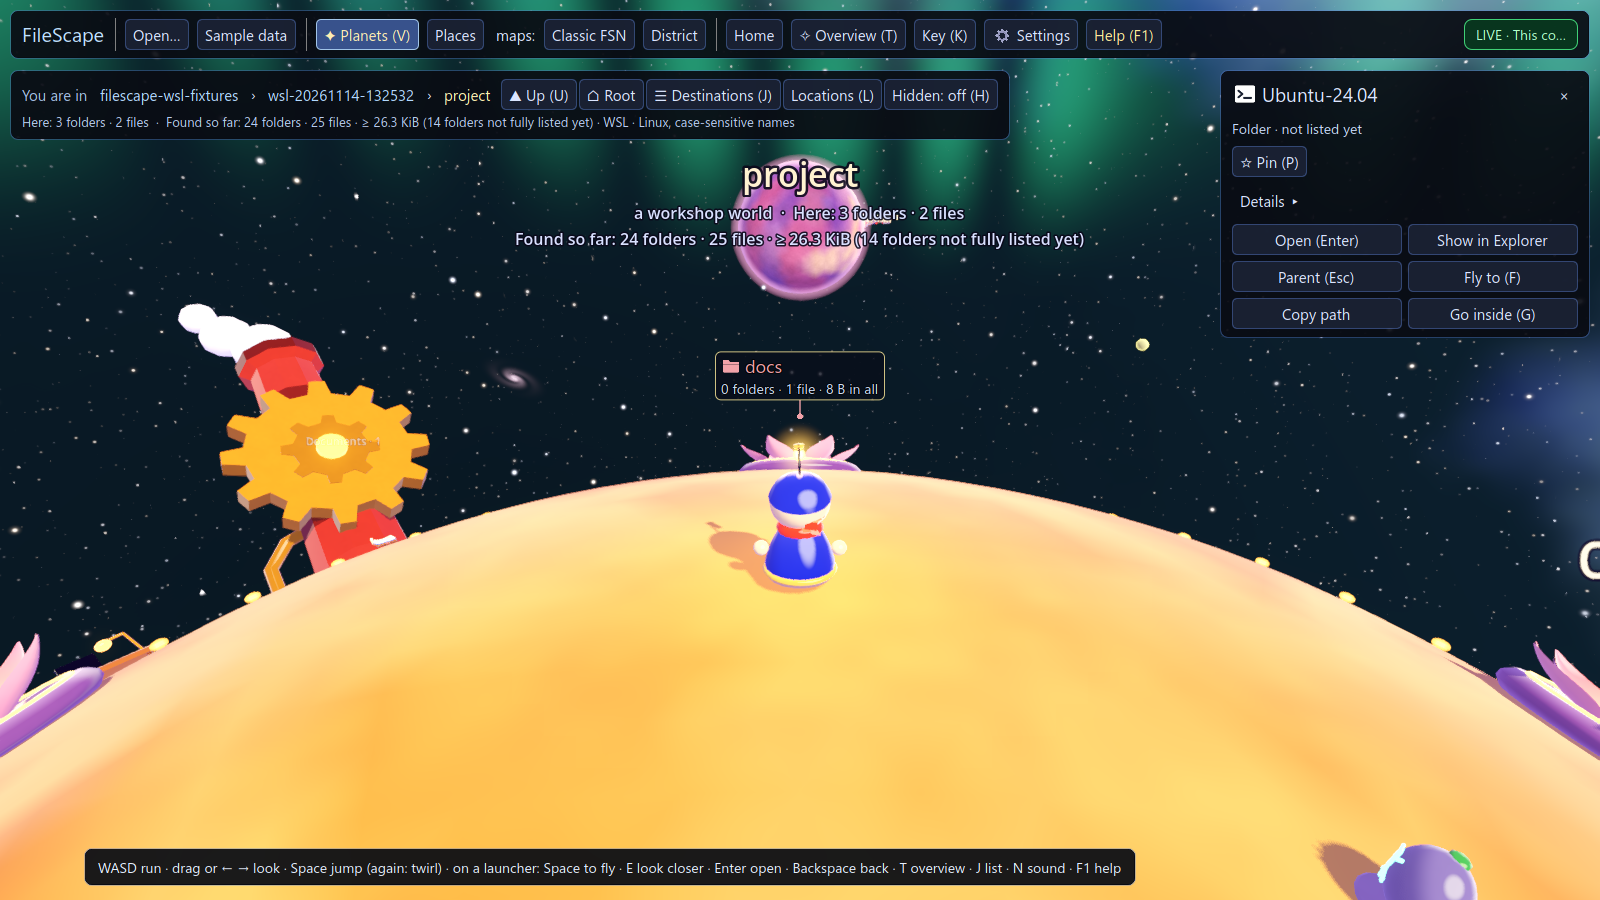 FileScape Open... Sample data ✦ Planets (V) Places maps: Classic FSN District Home ✧ Overview (T) Key (K) Settings Help (F1) LIVE · This co...
You are in filescape-wsl-fixtures › wsl-20261114-132532 › project ▲ Up (U) Root ☰ Destinations (J) Locations (L) Hidden: off (H)
Here: 3 folders · 2 files · Found so far: 24 folders · 25 files · ≥ 26.3 KiB (14 folders not fully listed yet) · WSL · Linux, case-sensitive names
Ubuntu-24.04 ×
Folder · not listed yet
☆ Pin (P)
Details ▸
Open (Enter) Show in Explorer
Parent (Esc) Fly to (F)
Copy path Go inside (G)
project
a workshop world · Here: 3 folders · 2 files
Found so far: 24 folders · 25 files · ≥ 26.3 KiB (14 folders not fully listed yet)
docs
0 folders · 1 file · 8 B in all
WASD run · drag or ← → look · Space jump (again: twirl) · on a launcher: Space to fly · E look closer · Enter open · Backspace back · T overview · J list · N sound · F1 help